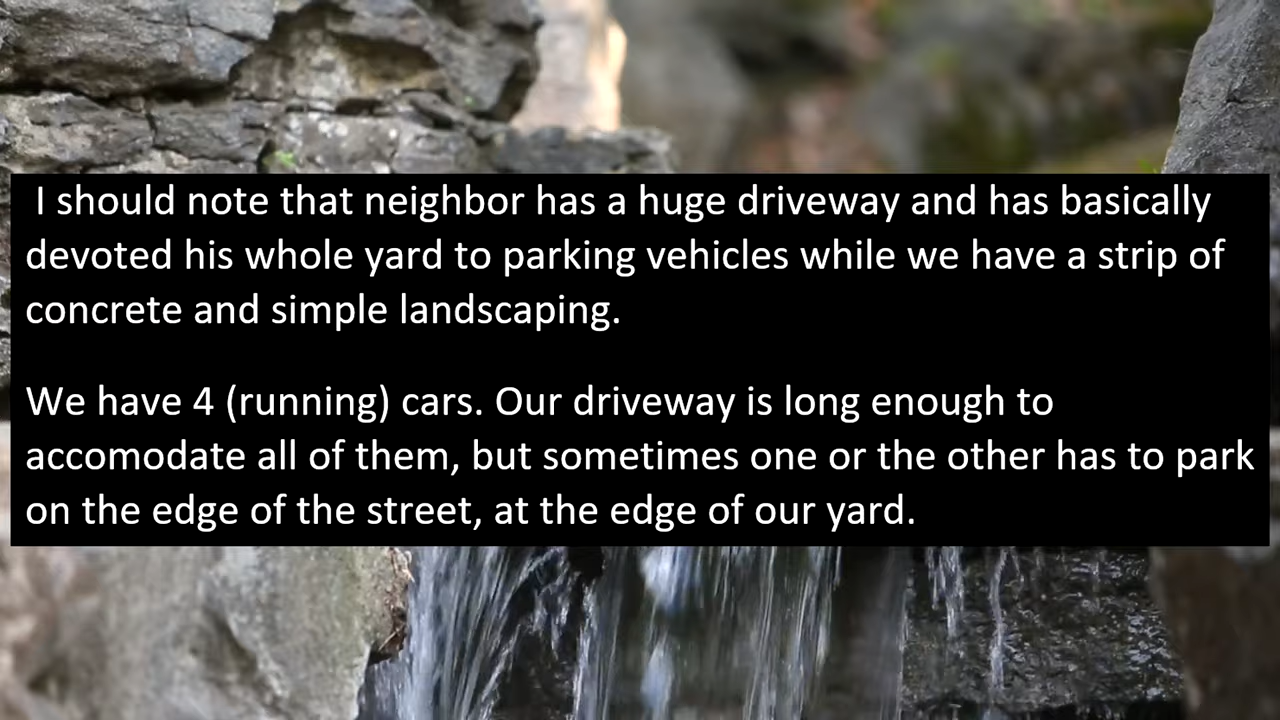 I should note that neighbor has a huge driveway and has basically
devoted his whole yard to parking vehicles while we have a strip of
concrete and simple landscaping.
We have 4 (running) cars. Our driveway is long enough to
accomodate all of them, but sometimes one or the other has to park
on the edge of the street, at the edge of our yard.